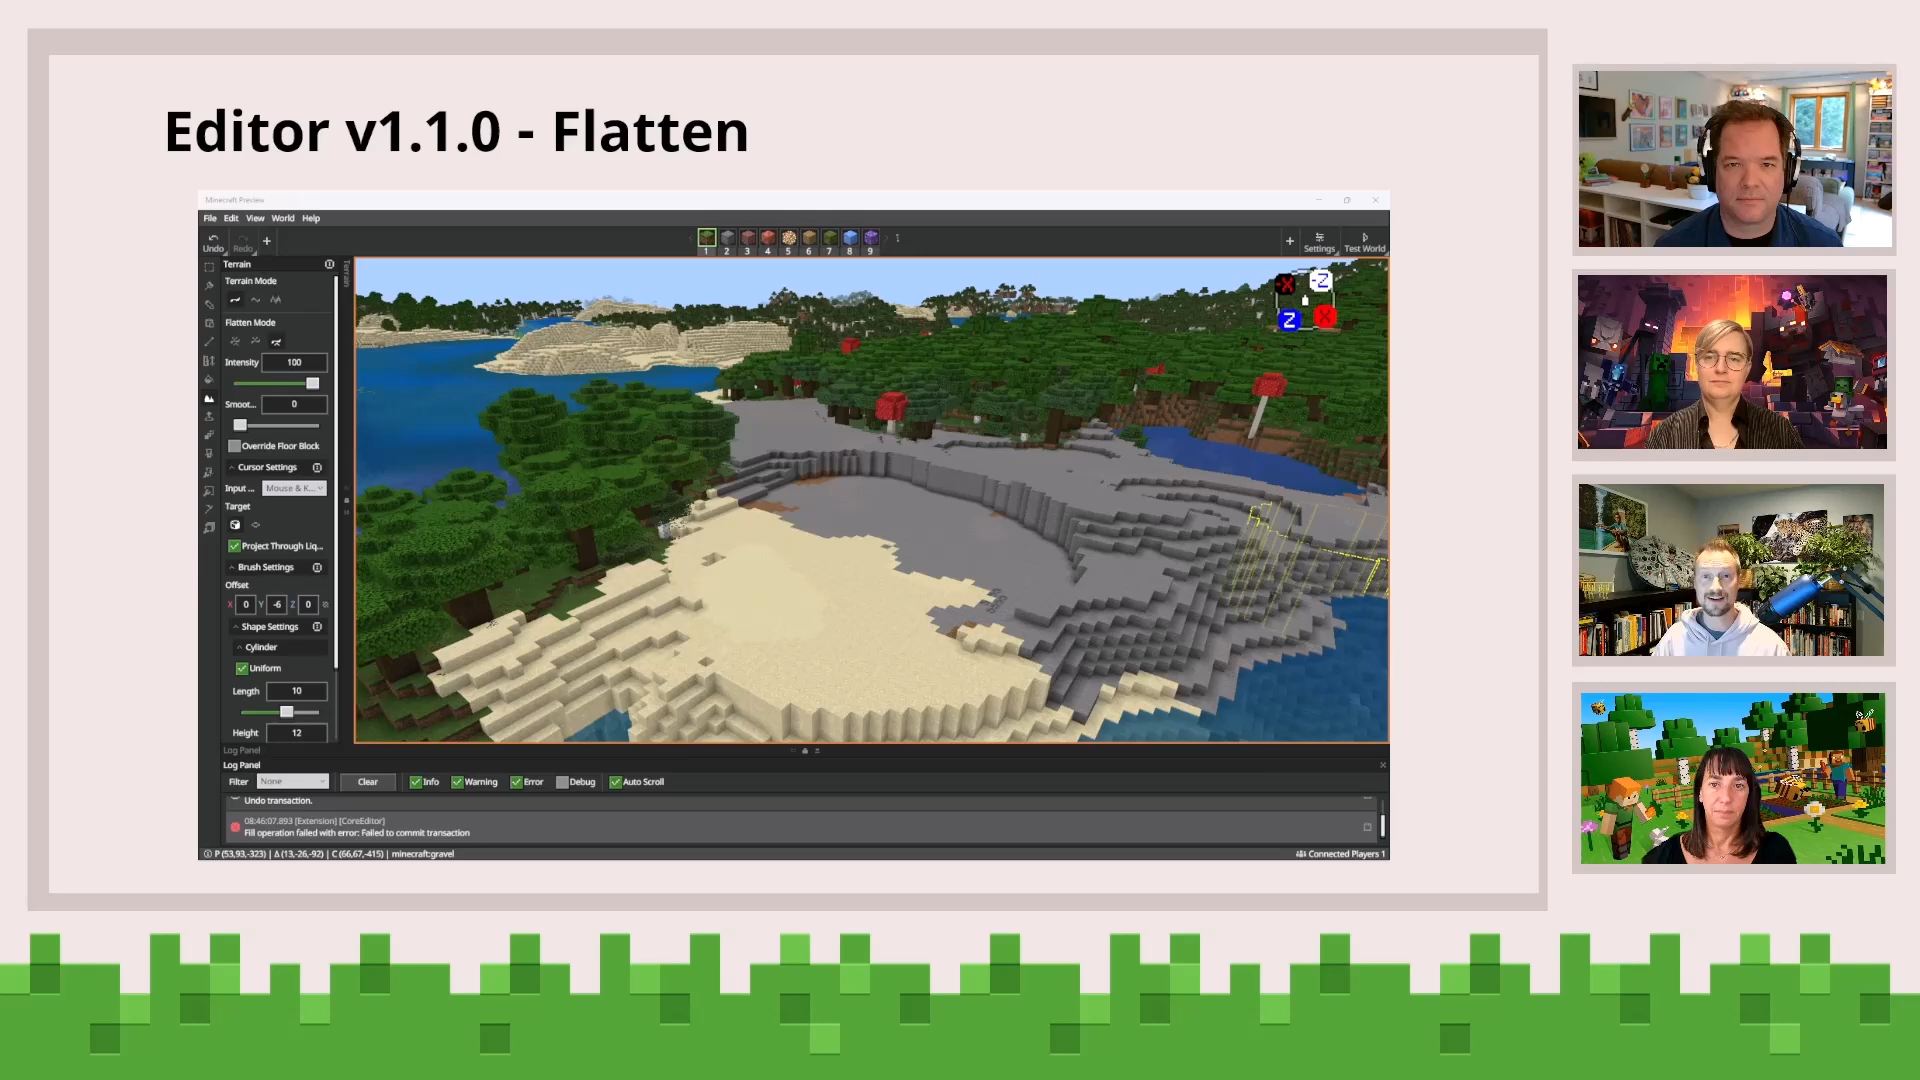 Editor v1.1.0 - Flatten
Minecraft Preview
File Edit View World Help
Undo Redo
1 2 3 4 5 6 7 8 9
Settings Test World
Terrain
Terrain
Terrain Mode
Flatten Mode
Intensity 100
Smoot... 0
Override Floor Block
Cursor Settings
Input ... Mouse & K...
Target
Project Through Liq...
Brush Settings
Offset
X 0 Y -6 Z 0
Shape Settings
Cylinder
Uniform
Length 10
Height 12
X -Z
Z X
Log Panel
Log Panel
Filter None Clear Info Warning Error Debug Auto Scroll
Undo transaction.
08:46:07.893 [Extension] [CoreEditor]
Fill operation failed with error: Failed to commit transaction
P (53,93,-323) | Δ (13,-26,-92) | C (66,67,-415) | minecraft:gravel
Connected Players 1